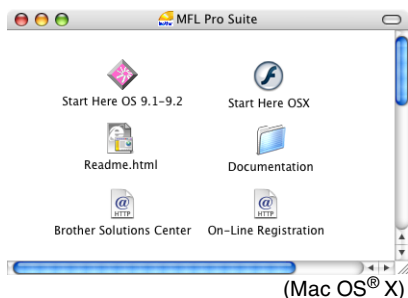 MFL Pro Suite
Start Here OS 9.1-9.2
Start Here OSX
Readme.html
Documentation
@
HTTP
@
HTTP
Brother Solutions Center
On-Line Registration
(Mac OS® X)